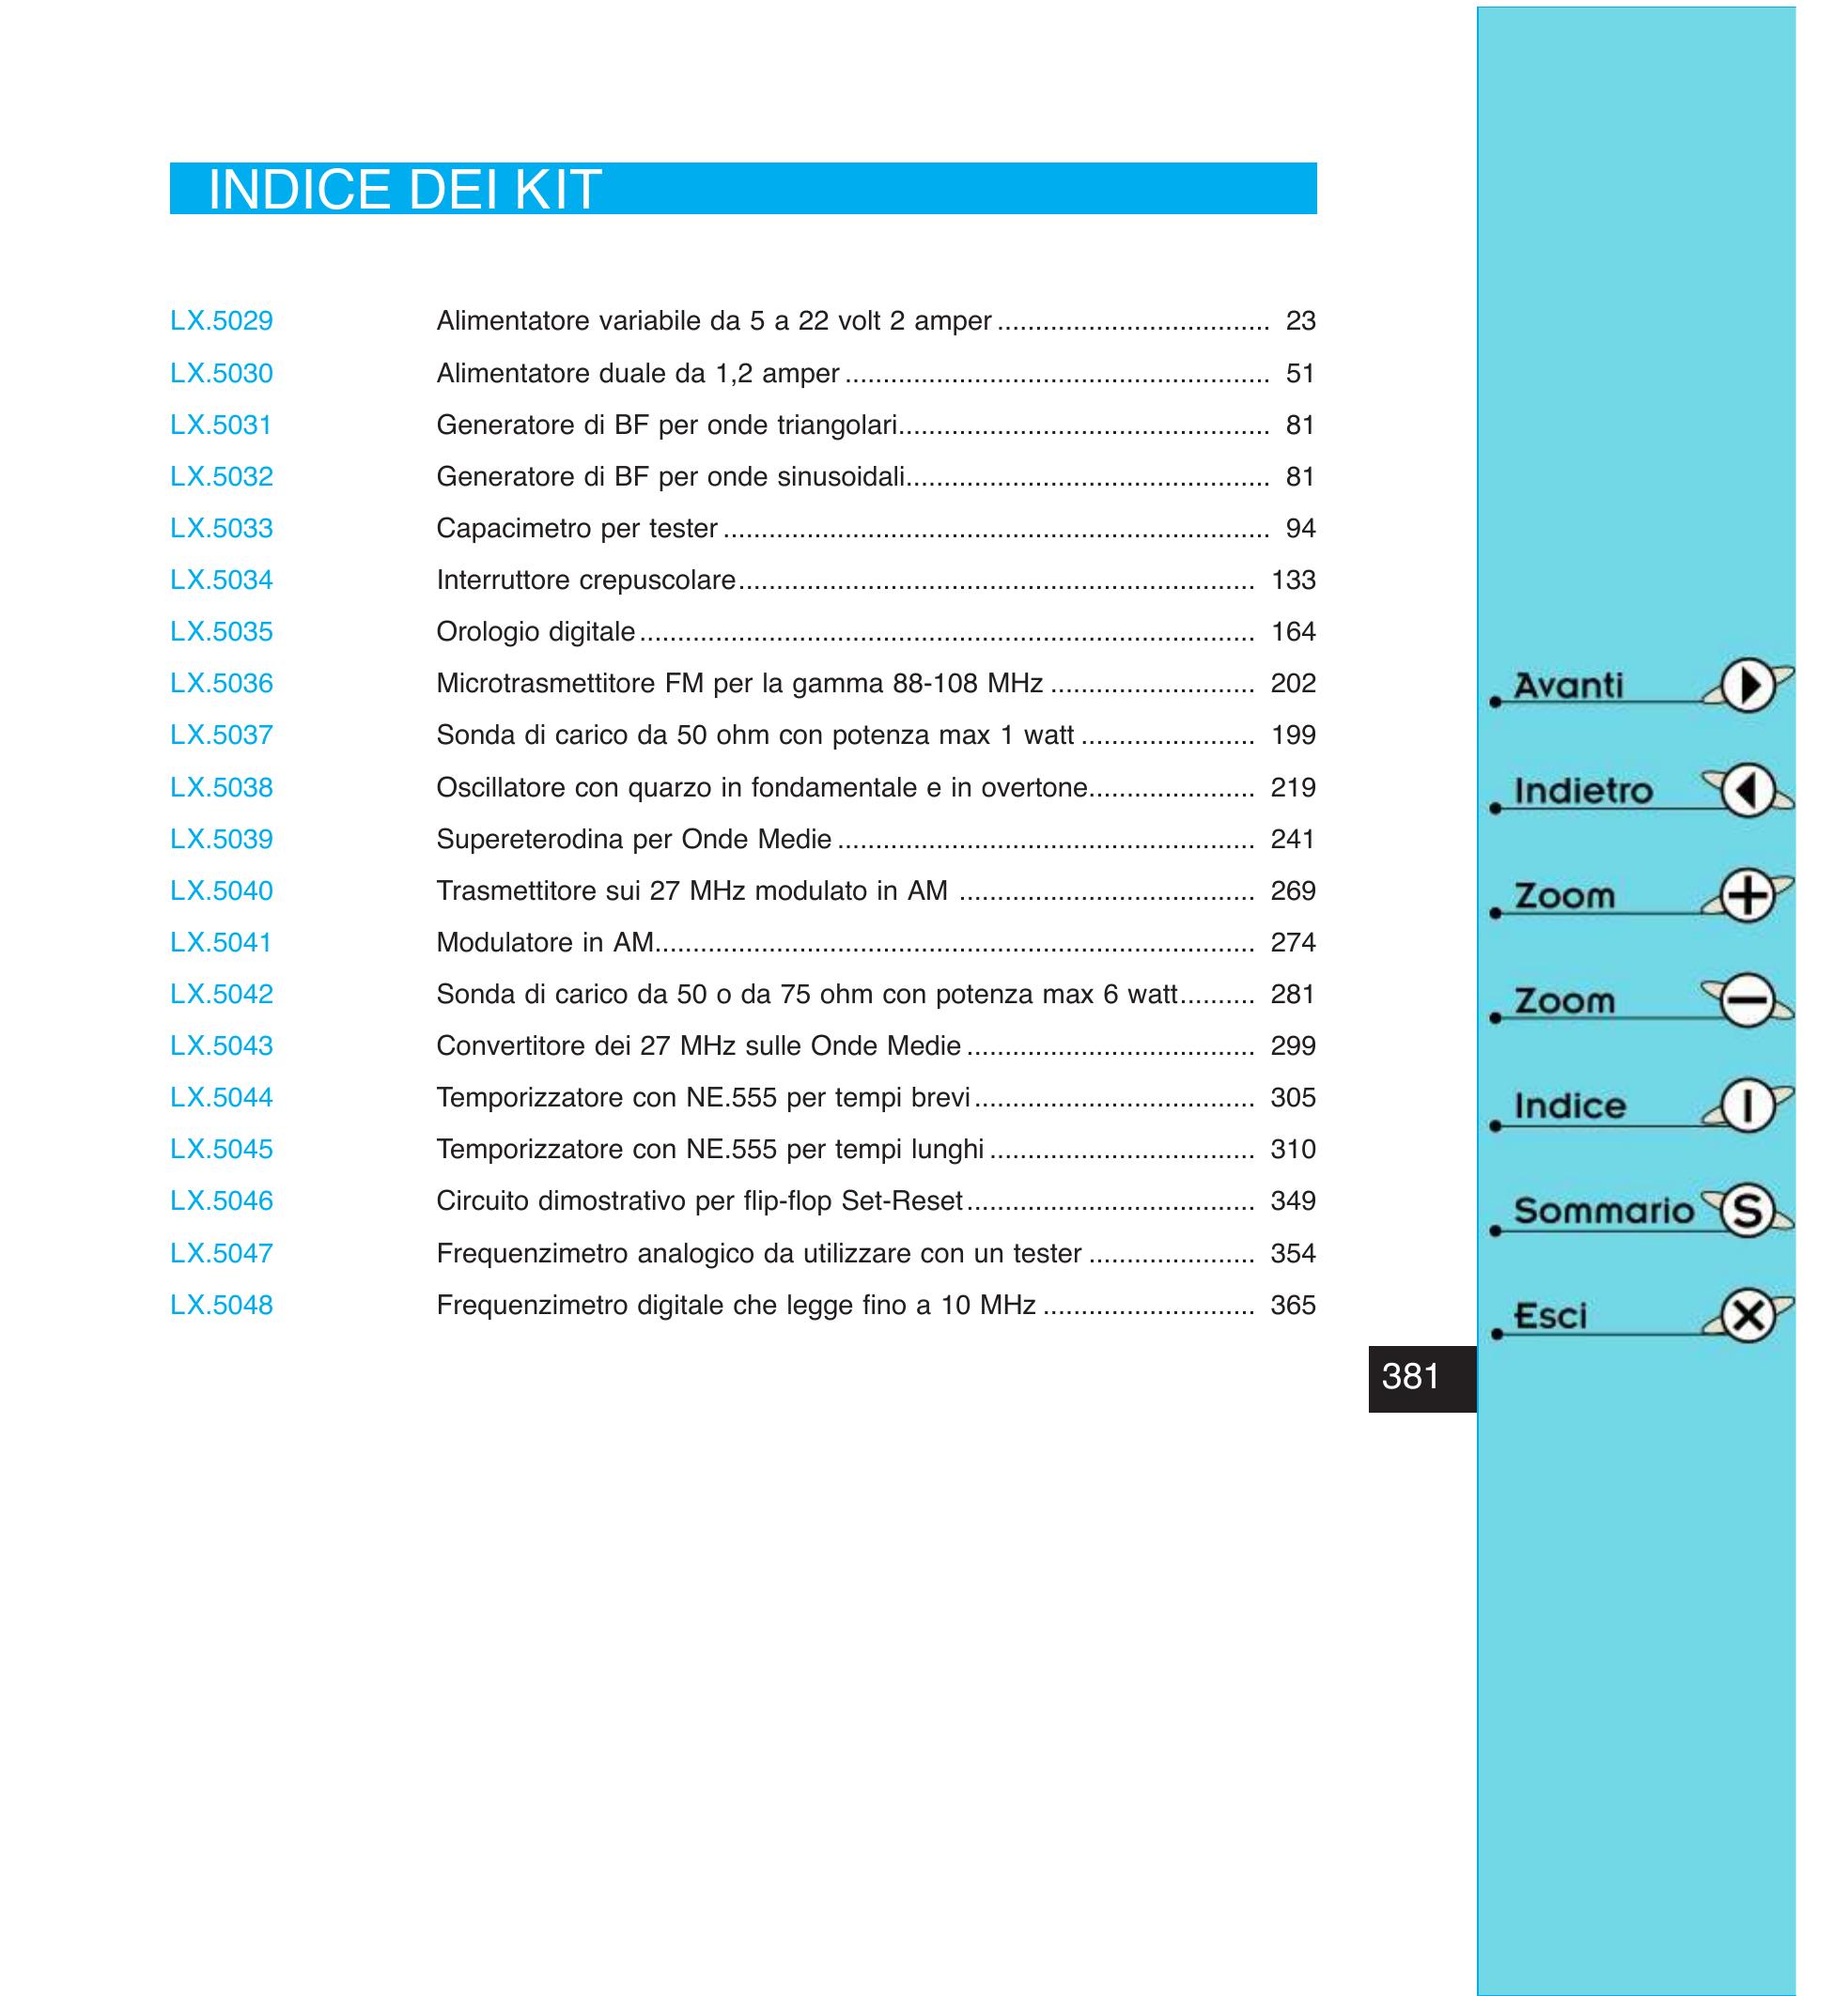 INDICE DEI KIT
LX.5029 Alimentatore variabile da 5 a 22 volt 2 amper .................................... 23
LX.5030 Alimentatore duale da 1,2 amper ........................................................ 51
LX.5031 Generatore di BF per onde triangolari................................................. 81
LX.5032 Generatore di BF per onde sinusoidali................................................ 81
LX.5033 Capacimetro per tester ........................................................................ 94
LX.5034 Interruttore crepuscolare.................................................................... 133
LX.5035 Orologio digitale ................................................................................. 164
LX.5036 Microtrasmettitore FM per la gamma 88-108 MHz ........................... 202
LX.5037 Sonda di carico da 50 ohm con potenza max 1 watt ....................... 199
LX.5038 Oscillatore con quarzo in fondamentale e in overtone...................... 219
LX.5039 Supereterodina per Onde Medie ....................................................... 241
LX.5040 Trasmettitore sui 27 MHz modulato in AM ....................................... 269
LX.5041 Modulatore in AM............................................................................... 274
LX.5042 Sonda di carico da 50 o da 75 ohm con potenza max 6 watt.......... 281
LX.5043 Convertitore dei 27 MHz sulle Onde Medie ...................................... 299
LX.5044 Temporizzatore con NE.555 per tempi brevi ..................................... 305
LX.5045 Temporizzatore con NE.555 per tempi lunghi ................................... 310
LX.5046 Circuito dimostrativo per flip-flop Set-Reset ...................................... 349
LX.5047 Frequenzimetro analogico da utilizzare con un tester ...................... 354
LX.5048 Frequenzimetro digitale che legge fino a 10 MHz ............................ 365
381
Avanti
Indietro
Zoom +
Zoom −
Indice I
Sommario S
Esci X